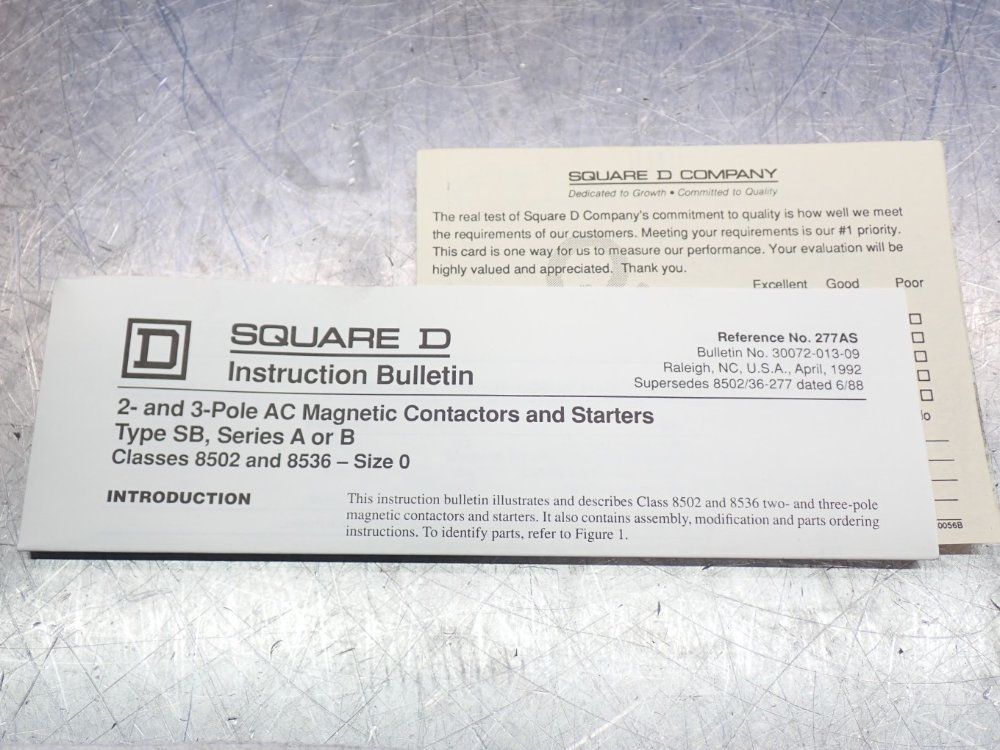 SQUARE D COMPANY
Dedicated to Growth • Committed to Quality
The real test of Square D Company's commitment to quality is how well we meet
the requirements of our customers. Meeting your requirements is our #1 priority.
This card is one way for us to measure our performance. Your evaluation will be
highly valued and appreciated. Thank you.
Excellent Good Poor
D
SQUARE D
Instruction Bulletin
Reference No. 277AS
Bulletin No. 30072-013-09
Raleigh, NC, U.S.A., April, 1992
Supersedes 8502/36-277 dated 6/88
2- and 3-Pole AC Magnetic Contactors and Starters
Type SB, Series A or B
Classes 8502 and 8536 – Size 0
INTRODUCTION
This instruction bulletin illustrates and describes Class 8502 and 8536 two- and three-pole
magnetic contactors and starters. It also contains assembly, modification and parts ordering
instructions. To identify parts, refer to Figure 1.
0056B